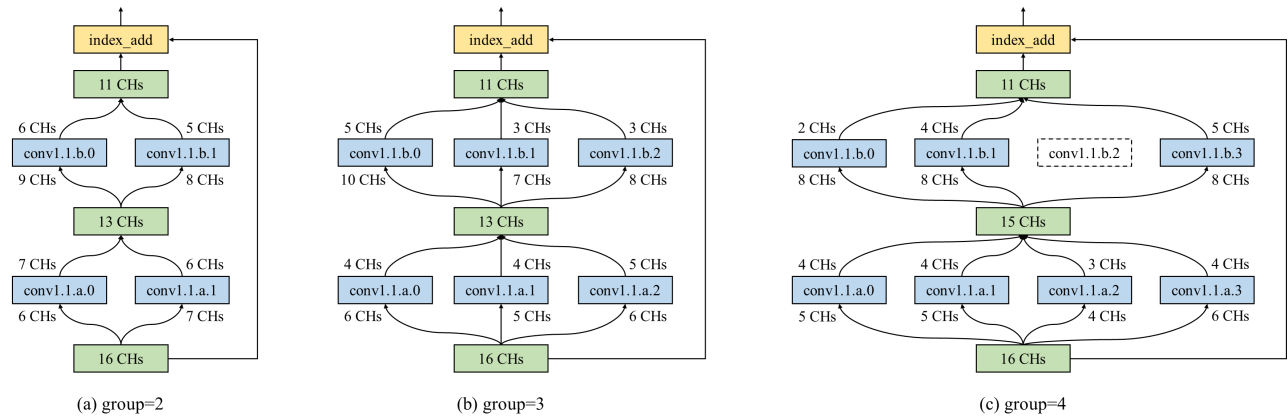 index_add
11 CHs
6 CHs
5 CHs
conv1.1.b.0
conv1.1.b.1
9 CHs
8 CHs
13 CHs
7 CHs
6 CHs
conv1.1.a.0
conv1.1.a.1
6 CHs
7 CHs
16 CHs
(a) group=2
index_add
11 CHs
5 CHs
3 CHs
3 CHs
conv1.1.b.0
conv1.1.b.1
conv1.1.b.2
10 CHs
7 CHs
8 CHs
13 CHs
4 CHs
4 CHs
5 CHs
conv1.1.a.0
conv1.1.a.1
conv1.1.a.2
6 CHs
5 CHs
6 CHs
16 CHs
(b) group=3
index_add
11 CHs
2 CHs
4 CHs
5 CHs
conv1.1.b.0
conv1.1.b.1
conv1.1.b.2
conv1.1.b.3
8 CHs
8 CHs
8 CHs
15 CHs
4 CHs
4 CHs
3 CHs
4 CHs
conv1.1.a.0
conv1.1.a.1
conv1.1.a.2
conv1.1.a.3
5 CHs
5 CHs
4 CHs
6 CHs
16 CHs
(c) group=4